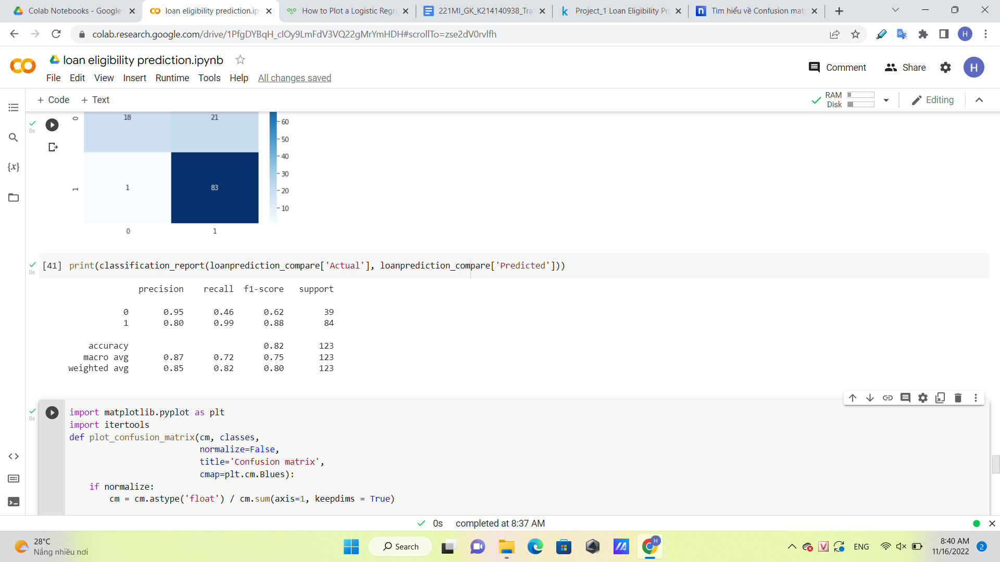 Colab Notebooks - Google
loan eligibility prediction.ip
How to Plot a Logistic Regr
221MI_GK_K214140938_Tra
Project_1 Loan Eligibility Pr
Tìm hiểu về Confusion mat
colab.research.google.com/drive/1PfgDYBqH_cIOy9LmFdV3VQ22gMrYmHDH#scrollTo=zse2dV0rvlfh
H
loan eligibility prediction.ipynb
File Edit View Insert Runtime Tools Help All changes saved
Comment
Share
H
+ Code + Text
RAM
Disk
Editing
0s
0
18 21
60
50
40
30
20
10
1
1 83
0 1
0s
[41] print(classification_report(loanprediction_compare['Actual'], loanprediction_compare['Predicted']))
precision recall f1-score support
0 0.95 0.46 0.62 39
1 0.80 0.99 0.88 84
accuracy 0.82 123
macro avg 0.87 0.72 0.75 123
weighted avg 0.85 0.82 0.80 123
0s
import matplotlib.pyplot as plt
import itertools
def plot_confusion_matrix(cm, classes,
normalize=False,
title='Confusion matrix',
cmap=plt.cm.Blues):
if normalize:
cm = cm.astype('float') / cm.sum(axis=1, keepdims = True)
0s completed at 8:37 AM
28°C
Nắng nhiều nơi
Search
H
ENG
8:40 AM
11/16/2022
2